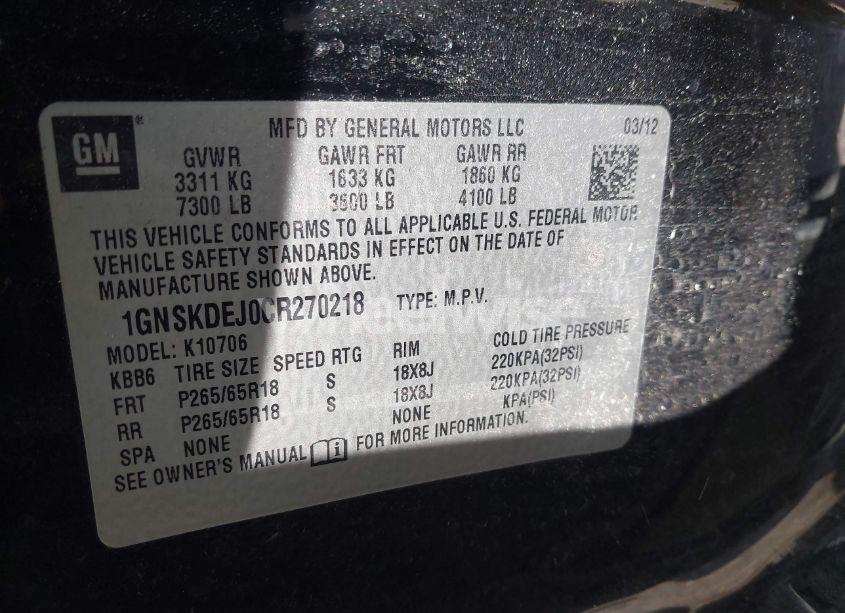 GM
MFD BY GENERAL MOTORS LLC 03/12
GVWR GAWR FRT GAWR RR
3311 KG 1633 KG 1860 KG
7300 LB 3600 LB 4100 LB
THIS VEHICLE CONFORMS TO ALL APPLICABLE U.S. FEDERAL MOTOR
VEHICLE SAFETY STANDARDS IN EFFECT ON THE DATE OF
MANUFACTURE SHOWN ABOVE.
1GNSKDEJ0CR270218 TYPE: M.P.V.
MODEL: K10706
KBB6 TIRE SIZE SPEED RTG RIM COLD TIRE PRESSURE
FRT P265/65R18 S 18X8J 220KPA(32PSI)
RR P265/65R18 S 18X8J 220KPA(32PSI)
SPA NONE NONE KPA(PSI)
SEE OWNER'S MANUAL FOR MORE INFORMATION.